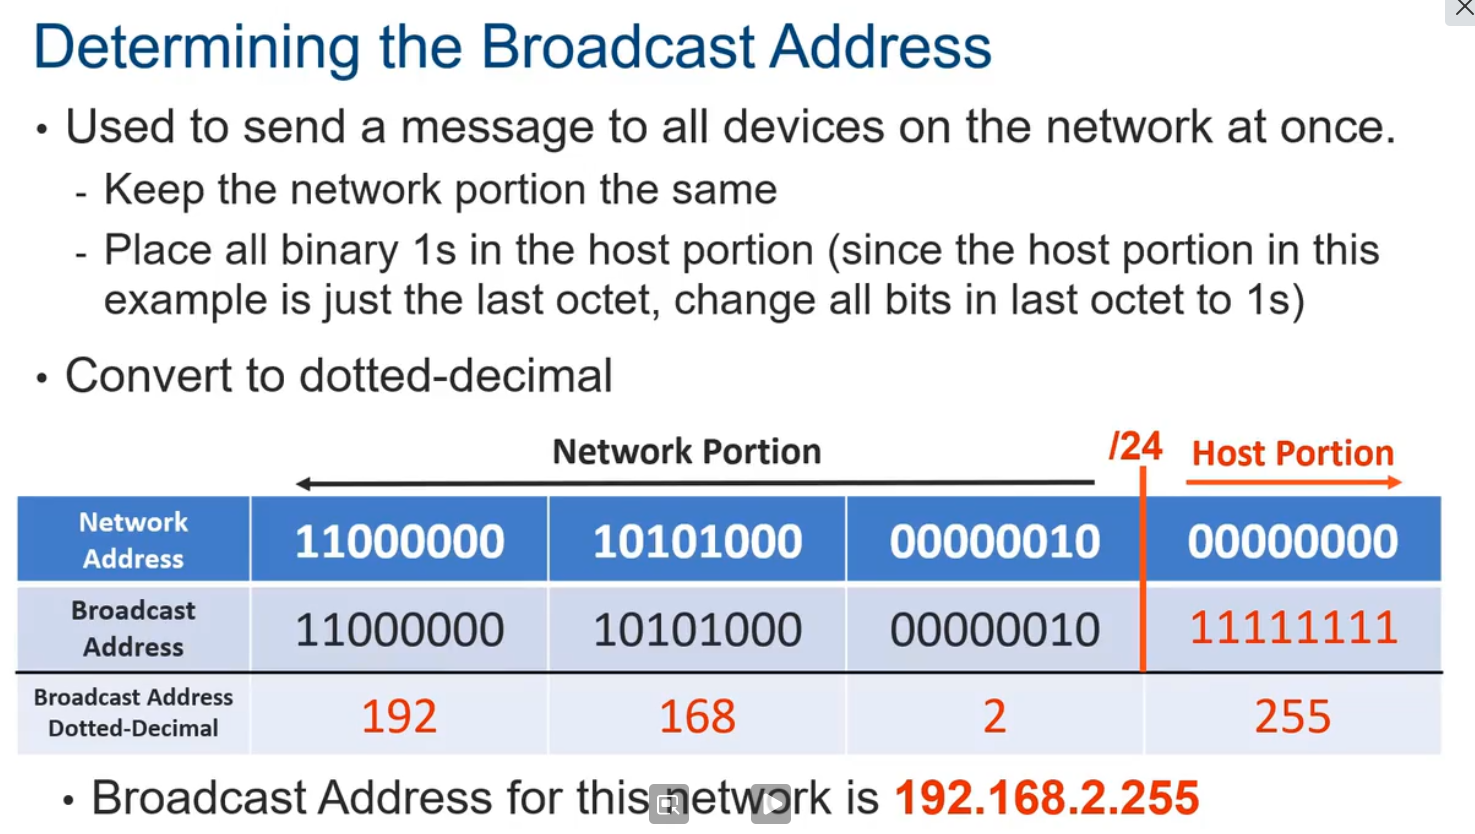 Determining the Broadcast Address
• Used to send a message to all devices on the network at once.
- Keep the network portion the same
- Place all binary 1s in the host portion (since the host portion in this
example is just the last octet, change all bits in last octet to 1s)
• Convert to dotted-decimal
Network Portion /24 Host Portion
Network Address 11000000 10101000 00000010 00000000
Broadcast Address 11000000 10101000 00000010 11111111
Broadcast Address Dotted-Decimal 192 168 2 255
• Broadcast Address for this network is 192.168.2.255